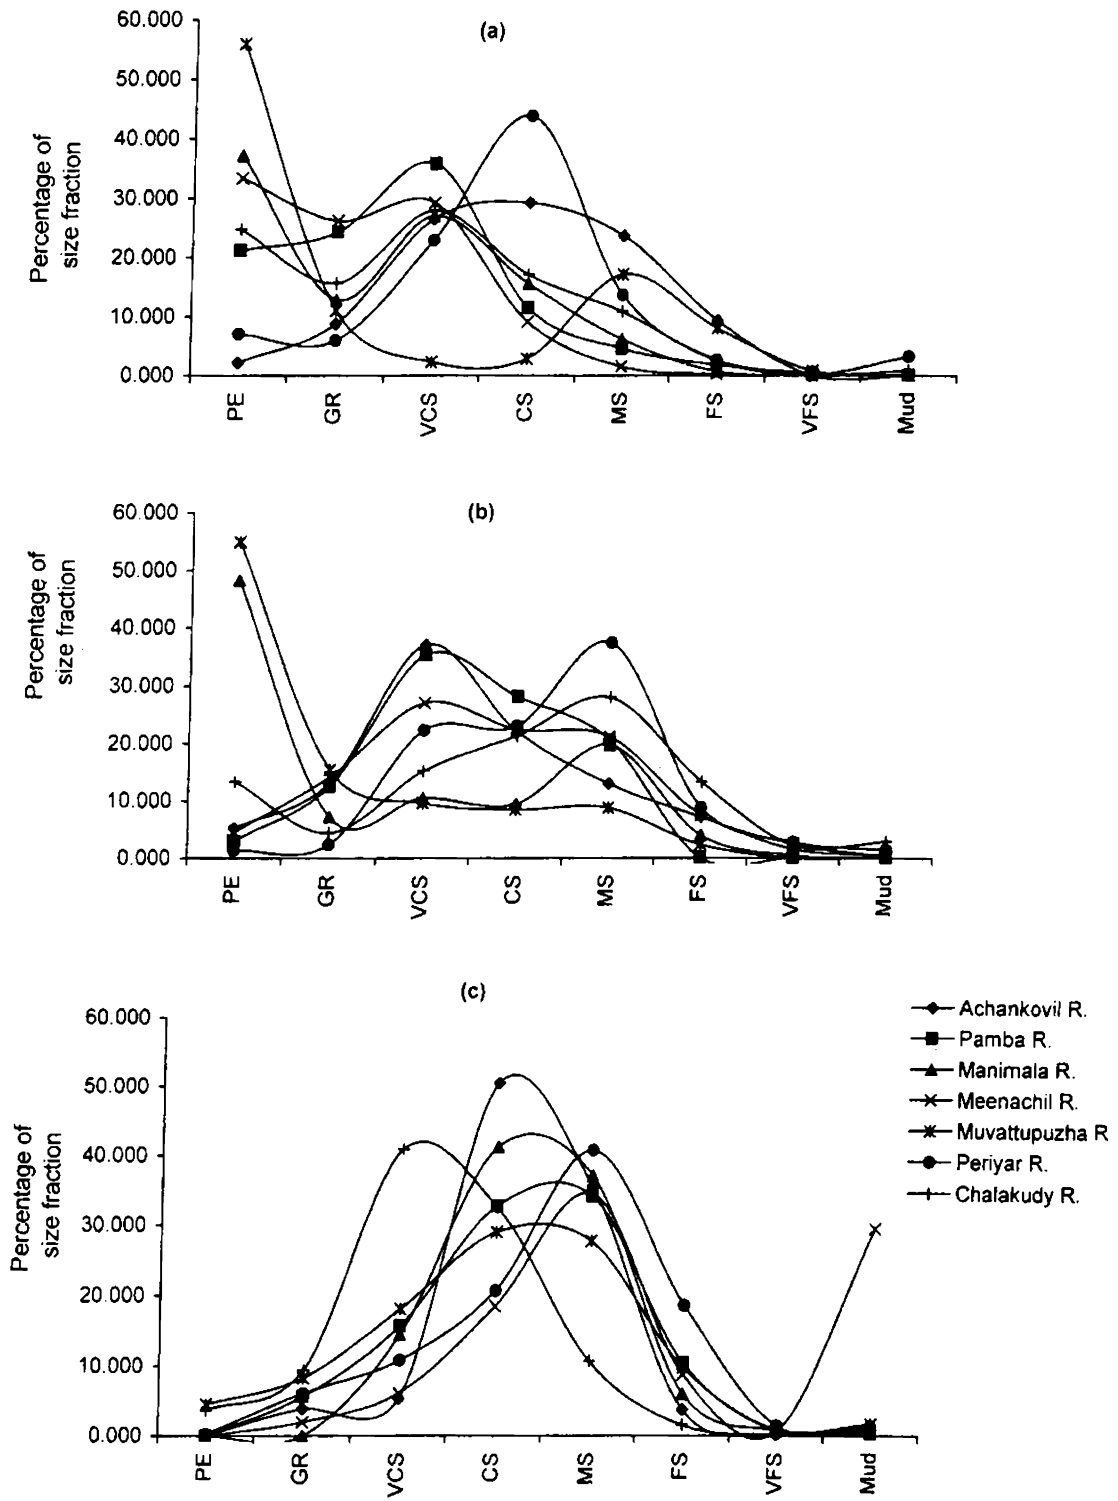 (a)
60.000
50.000
40.000
30.000
20.000
10.000
0.000
Percentage of
size fraction
PE
GR
VCS
CS
MS
FS
VFS
Mud
(b)
60.000
50.000
40.000
30.000
20.000
10.000
0.000
Percentage of
size fraction
PE
GR
VCS
CS
MS
FS
VFS
Mud
(c)
60.000
50.000
40.000
30.000
20.000
10.000
0.000
Percentage of
size fraction
PE
GR
VCS
CS
MS
FS
VFS
Mud
Achankovil R.
Pamba R.
Manimala R.
Meenachil R.
Muvattupuzha R
Periyar R.
Chalakudy R.